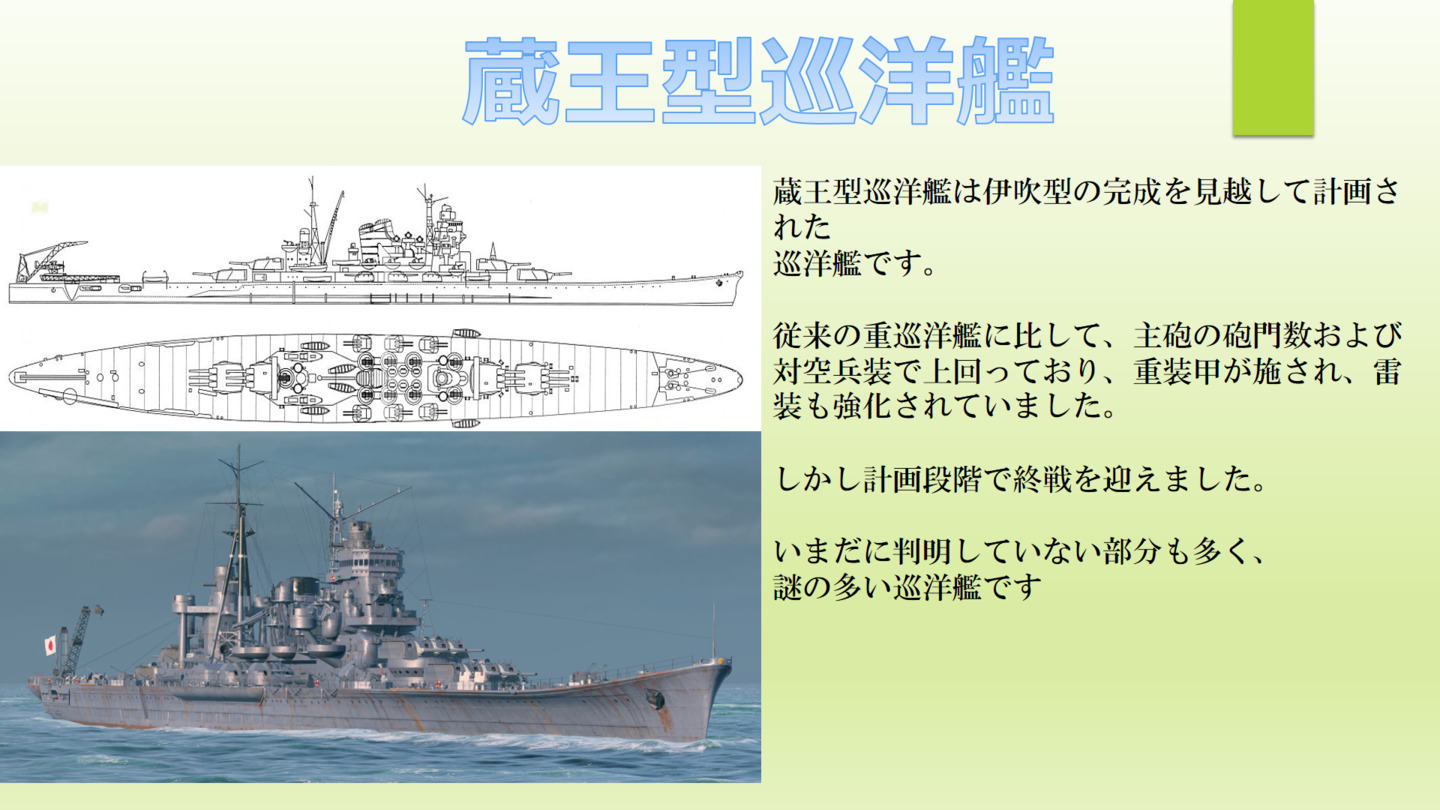 蔵王型巡洋艦
蔵王型巡洋艦は伊吹型の完成を見越して計画さ
れた
巡洋艦です。
従来の重巡洋艦に比して、主砲の砲門数および
対空兵装で上回っており、重装甲が施され、雷
装も強化されていました。
しかし計画段階で終戦を迎えました。
いまだに判明していない部分も多く、
謎の多い巡洋艦です